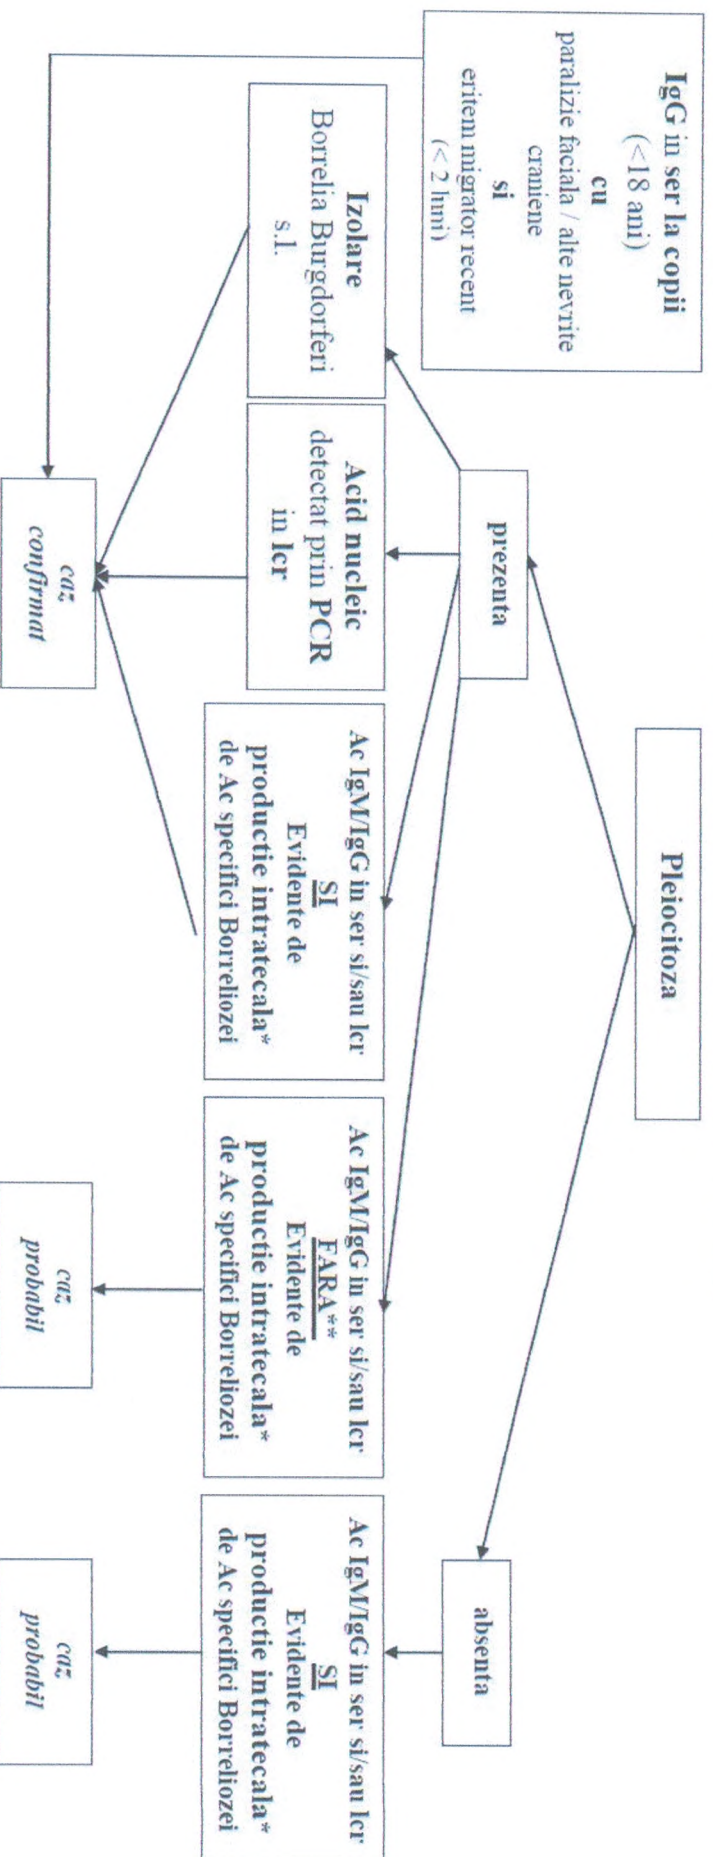 Pleiocitoza
IgG in ser la copii
(<18 ani)
cu
paralizie faciala / alte nevrite
craniene
si
eritem migrator recent
(< 2 luni)
prezenta
absenta
Izolare
Borrelia Burgdorferi
s.l.
Acid nucleic
detectat prin PCR
in lcr
Ac IgM/IgG in ser si/sau lcr
SI
Evidente de
productie intratecala*
de Ac specifici Borreliozei
Ac IgM/IgG in ser si/sau lcr
FARA**
Evidente de
productie intratecala*
de Ac specifici Borreliozei
Ac IgM/IgG in ser si/sau lcr
SI
Evidente de
productie intratecala*
de Ac specifici Borreliozei
caz
confirmat
caz
probabil
caz
probabil